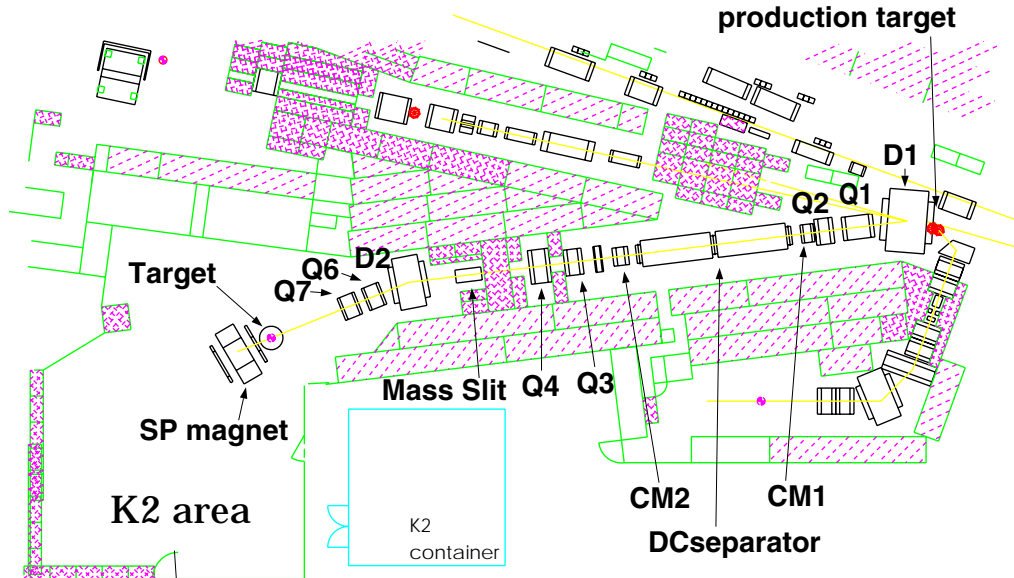 production target
D1
Q1
Q2
D2
Q6
Target
Q7
Mass Slit
Q4
Q3
SP magnet
CM2
CM1
K2 area
K2
container
DCseparator